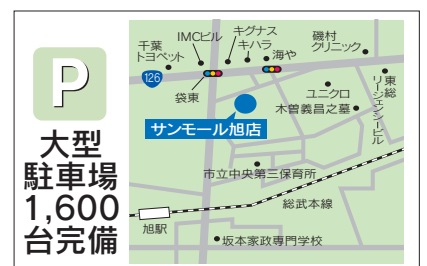 P
大型
駐車場
1,600
台完備
千葉
トヨペット
IMCビル
キグナス
キハラ
海や
磯村
クリニック
126
袋東
ユニクロ
木曽義昌之墓
東総
リージェンシービル
サンモール旭店
市立中央第三保育所
総武本線
旭駅
坂本家政専門学校